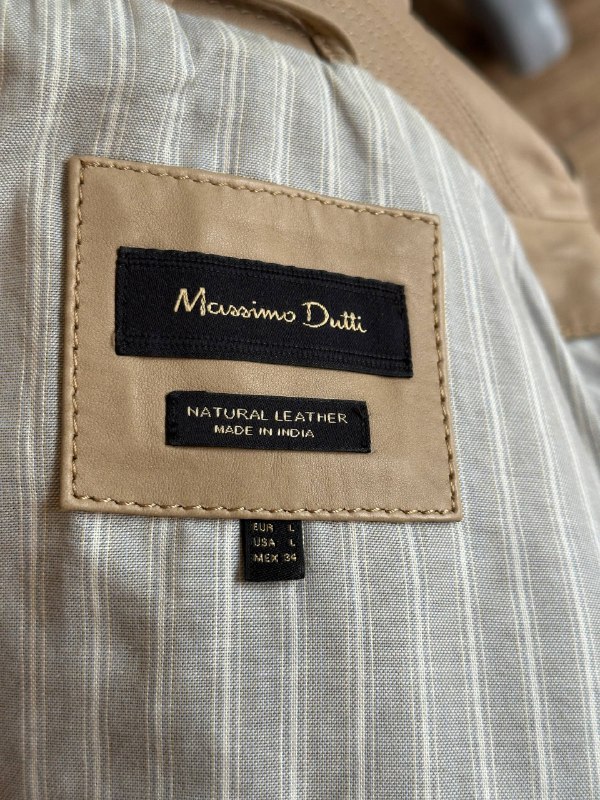 Massimo Dutti
NATURAL LEATHER
MADE IN INDIA
EUR L
USA L
MEX 34